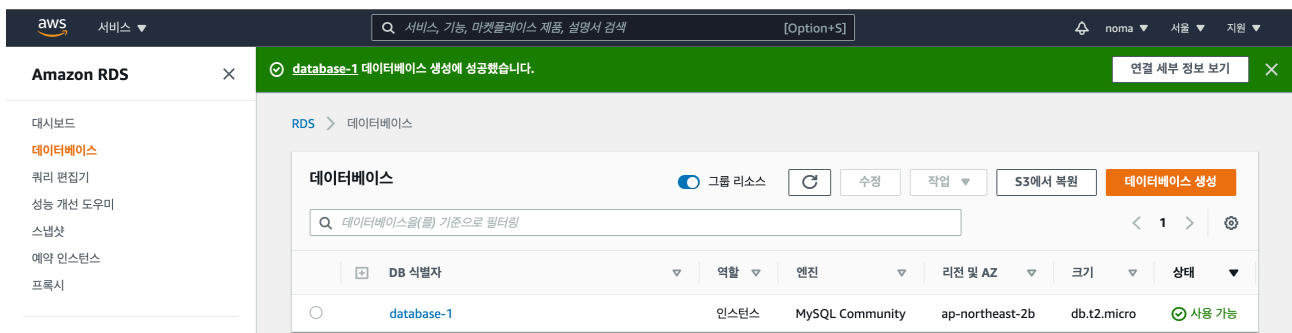 aws 서비스 서비스, 기능, 마켓플레이스 제품, 설명서 검색 [Option+S] noma 서울 지원
Amazon RDS
database-1 데이터베이스 생성에 성공했습니다. 연결 세부 정보 보기
대시보드
데이터베이스
쿼리 편집기
성능 개선 도우미
스냅샷
예약 인스턴스
프록시
RDS 데이터베이스
데이터베이스 그룹 리소스 수정 작업 S3에서 복원 데이터베이스 생성
데이터베이스을(를) 기준으로 필터링 1
DB 식별자 역할 엔진 리전 및 AZ 크기 상태
database-1 인스턴스 MySQL Community ap-northeast-2b db.t2.micro 사용 가능